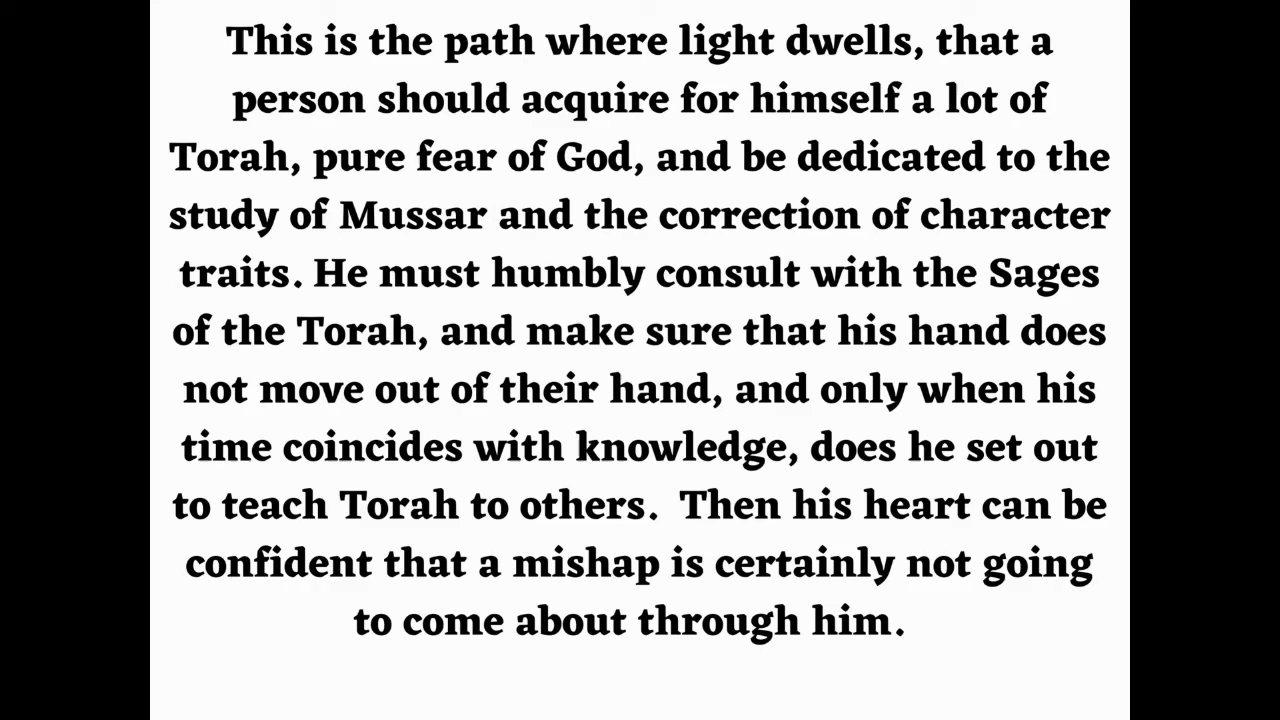 This is the path where light dwells, that a
person should acquire for himself a lot of
Torah, pure fear of God, and be dedicated to the
study of Mussar and the correction of character
traits. He must humbly consult with the Sages
of the Torah, and make sure that his hand does
not move out of their hand, and only when his
time coincides with knowledge, does he set out
to teach Torah to others.  Then his heart can be
confident that a mishap is certainly not going
to come about through him.